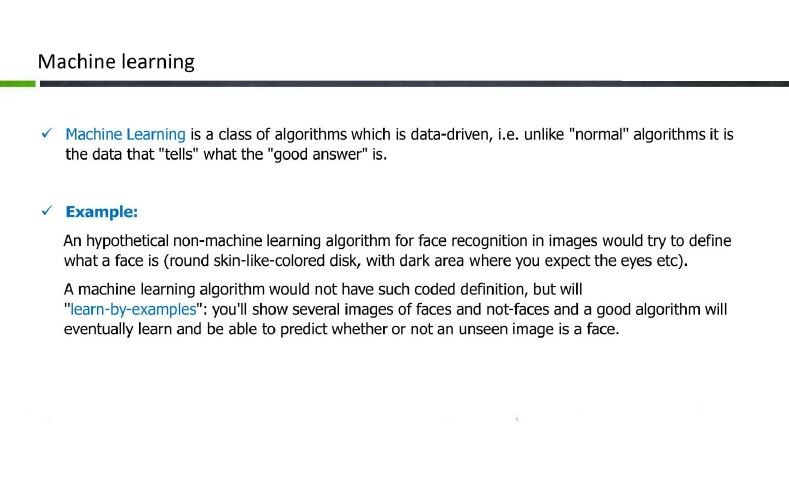 Machine learning
✓ Machine Learning is a class of algorithms which is data-driven, i.e. unlike "normal" algorithms it is
the data that "tells" what the "good answer" is.
✓ Example:
An hypothetical non-machine learning algorithm for face recognition in images would try to define
what a face is (round skin-like-colored disk, with dark area where you expect the eyes etc).
A machine learning algorithm would not have such coded definition, but will
"learn-by-examples": you'll show several images of faces and not-faces and a good algorithm will
eventually learn and be able to predict whether or not an unseen image is a face.